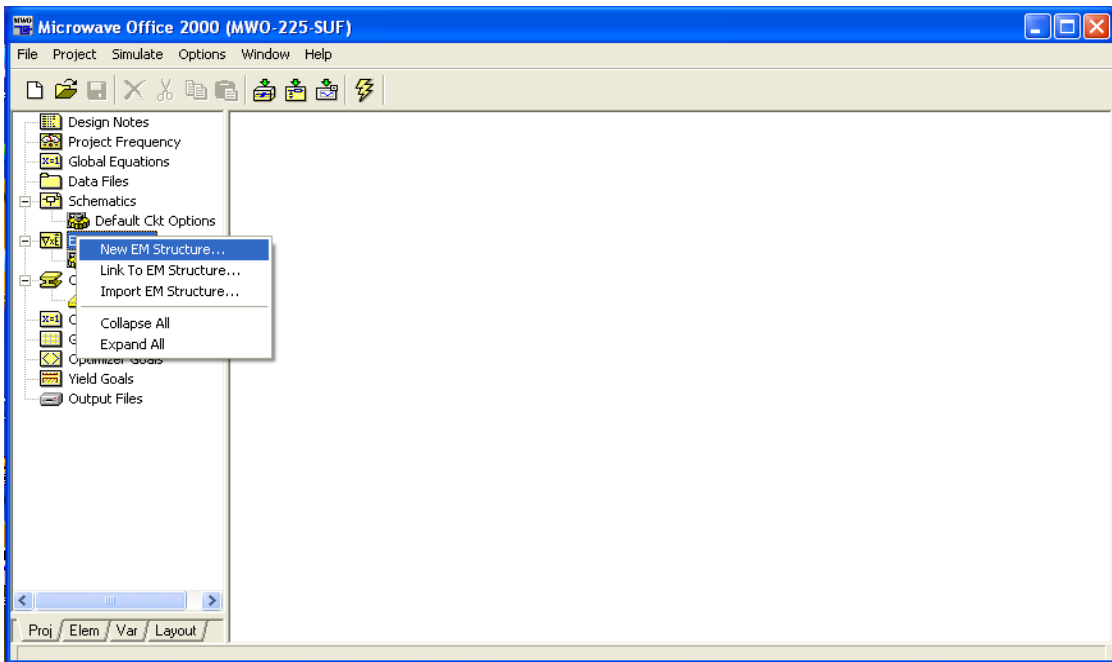 Microwave Office 2000 (MWO-225-SUF)
File Project Simulate Options Window Help
Design Notes
Project Frequency
Global Equations
Data Files
Schematics
Default Ckt Options
New EM Structure...
Link To EM Structure...
Import EM Structure...
Collapse All
Expand All
Optimizer Goals
Yield Goals
Output Files
Proj Elem Var Layout